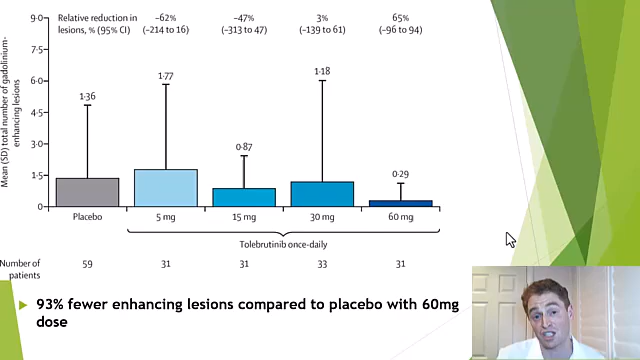 Relative reduction in lesions, % (95% CI)
−62% (−214 to 16)
−47% (−313 to 47)
3% (−139 to 61)
65% (−96 to 94)
Mean (SD) total number of gadolinium-enhancing lesions
9·0
7·5
6·0
4·5
3·0
1·5
0
1·36
1·77
0·87
1·18
0·29
Placebo
5 mg
15 mg
30 mg
60 mg
Tolebrutinib once-daily
Number of patients
59
31
31
33
31
93% fewer enhancing lesions compared to placebo with 60mg
dose